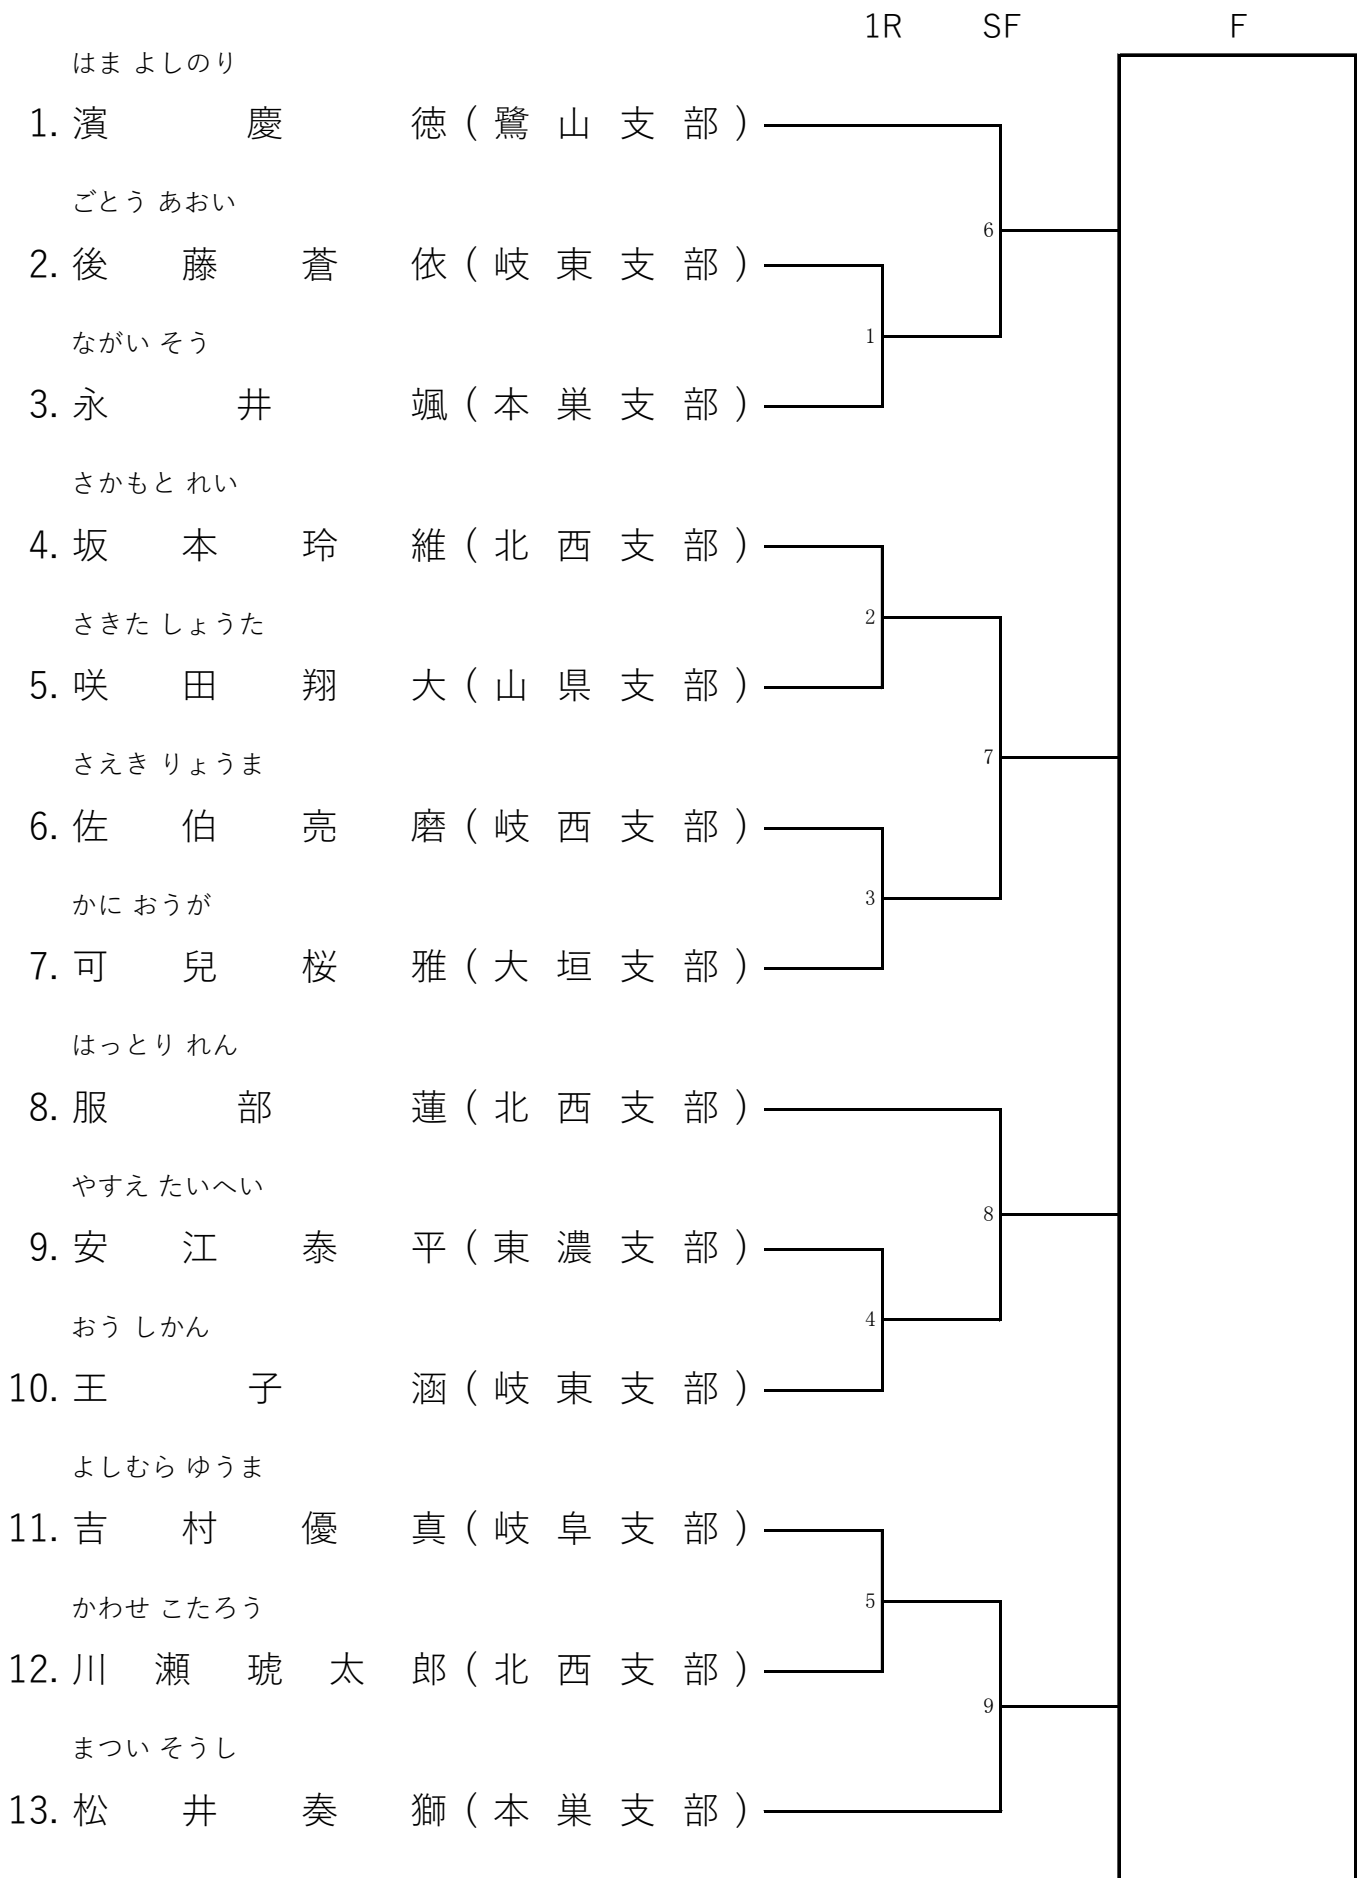 1R SF F
はま よしのり
1. 濱 慶 徳 ( 鷺 山 支 部 )
6
ごとう あおい
2. 後 藤 蒼 依 ( 岐 東 支 部 )
1
ながい そう
3. 永 井 颯 ( 本 巣 支 部 )
さかもと れい
4. 坂 本 玲 維 ( 北 西 支 部 )
2
さきた しょうた
5. 咲 田 翔 大 ( 山 県 支 部 )
7
さえき りょうま
6. 佐 伯 亮 磨 ( 岐 西 支 部 )
3
かに おうが
7. 可 兒 桜 雅 ( 大 垣 支 部 )
はっとり れん
8. 服 部 蓮 ( 北 西 支 部 )
8
やすえ たいへい
9. 安 江 泰 平 ( 東 濃 支 部 )
4
おう しかん
10. 王 子 涵 ( 岐 東 支 部 )
よしむら ゆうま
11. 吉 村 優 真 ( 岐 阜 支 部 )
5
かわせ こたろう
12. 川 瀬 琥 太 郎 ( 北 西 支 部 )
9
まつい そうし
13. 松 井 奏 獅 ( 本 巣 支 部 )